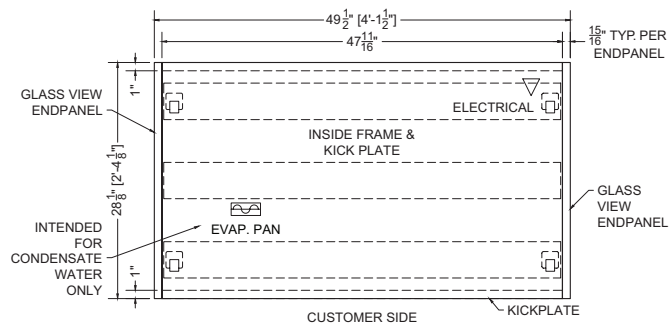 49 1/2" [4'-1 1/2"]
47 11/16"
15/16" TYP. PER
ENDPANEL
GLASS VIEW
ENDPANEL
1"
ELECTRICAL
INSIDE FRAME &
KICK PLATE
28 1/8" [2'-4 1/8"]
GLASS
VIEW
ENDPANEL
INTENDED
FOR
CONDENSATE
WATER
ONLY
EVAP. PAN
1"
KICKPLATE
CUSTOMER SIDE